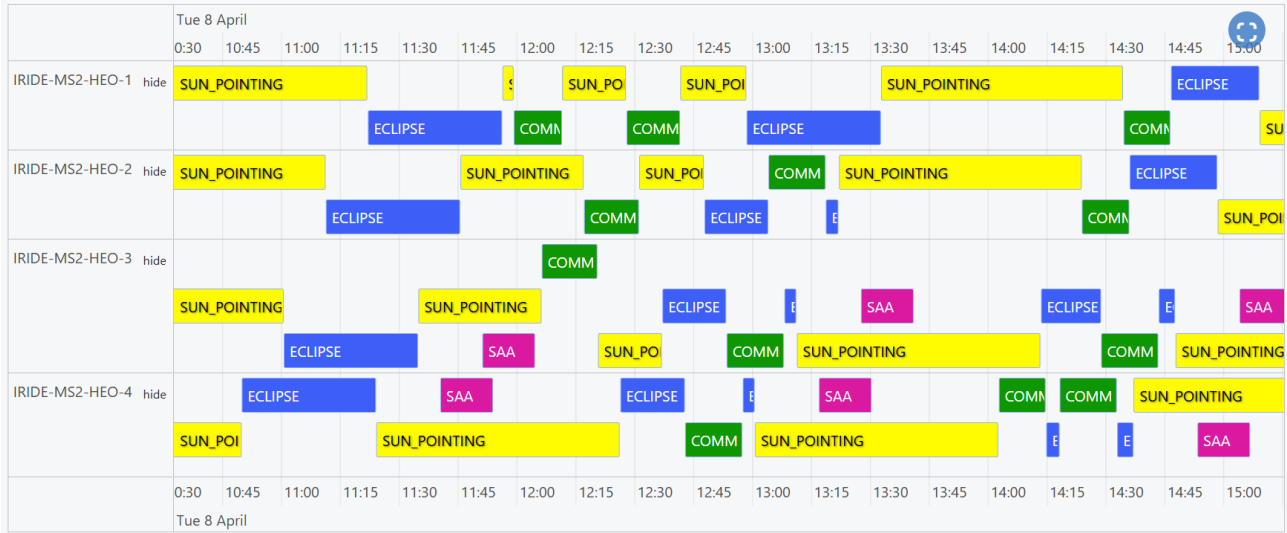 Tue 8 April
0:30 10:45 11:00 11:15 11:30 11:45 12:00 12:15 12:30 12:45 13:00 13:15 13:30 13:45 14:00 14:15 14:30 14:45 15:00
IRIDE-MS2-HEO-1 hide SUN_POINTING S SUN_PO SUN_POI SUN_POINTING ECLIPSE
ECLIPSE COMM COMM ECLIPSE COMM SU
IRIDE-MS2-HEO-2 hide SUN_POINTING SUN_POINTING SUN_POI COMM SUN_POINTING ECLIPSE
ECLIPSE COMM ECLIPSE E COMM SUN_POI
IRIDE-MS2-HEO-3 hide COMM
SUN_POINTING SUN_POINTING ECLIPSE E SAA ECLIPSE E SAA
ECLIPSE SAA SUN_PO COMM SUN_POINTING COMM SUN_POINTING
IRIDE-MS2-HEO-4 hide ECLIPSE SAA ECLIPSE E SAA COMM COMM SUN_POINTING
SUN_POI SUN_POINTING COMM SUN_POINTING E E SAA
0:30 10:45 11:00 11:15 11:30 11:45 12:00 12:15 12:30 12:45 13:00 13:15 13:30 13:45 14:00 14:15 14:30 14:45 15:00
Tue 8 April